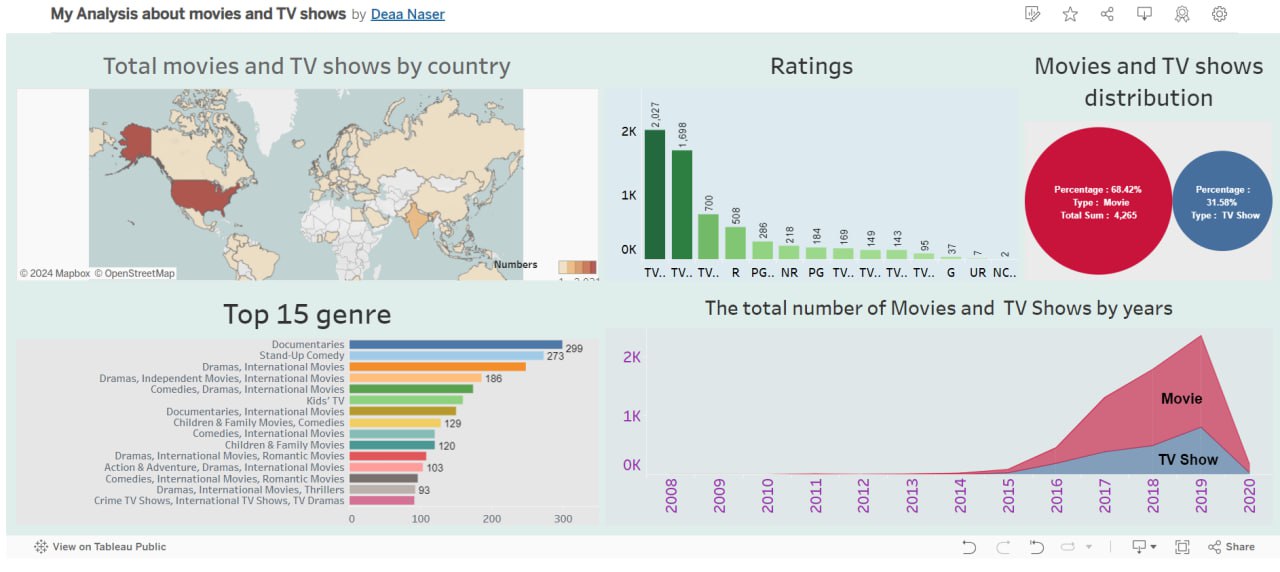 My Analysis about movies and TV shows by Deaa Naser
Total movies and TV shows by country
© 2024 Mapbox © OpenStreetMap
Numbers
Ratings
2K
1K
0K
2,027
1,698
700
508
286
218
184
169
149
143
95
37
7
2
TV.. TV.. TV.. R PG.. NR PG TV.. TV.. TV.. TV.. G UR NC..
Movies and TV shows
distribution
Percentage : 68.42%
Type : Movie
Total Sum : 4,265
Percentage :
31.58%
Type : TV Show
Top 15 genre
Documentaries 299
Stand-Up Comedy 273
Dramas, International Movies
Dramas, Independent Movies, International Movies 186
Comedies, Dramas, International Movies
Kids' TV
Documentaries, International Movies
Children & Family Movies, Comedies 129
Comedies, International Movies
Children & Family Movies 120
Dramas, International Movies, Romantic Movies
Action & Adventure, Dramas, International Movies 103
Comedies, International Movies, Romantic Movies
Dramas, International Movies, Thrillers 93
Crime TV Shows, International TV Shows, TV Dramas
0 100 200 300
The total number of Movies and TV Shows by years
2K
1K
0K
Movie
TV Show
2008 2009 2010 2011 2012 2013 2014 2015 2016 2017 2018 2019 2020
View on Tableau Public
Share